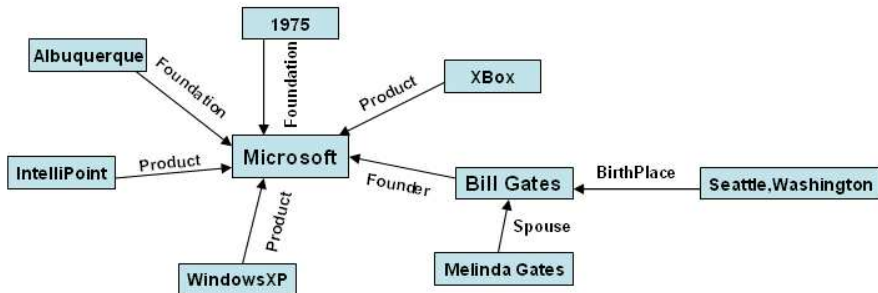 1975
Albuquerque
Foundation
Foundation
Product
XBox
Microsoft
IntelliPoint
Product
Founder
Bill Gates
BirthPlace
Seattle,Washington
Product
Spouse
WindowsXP
Melinda Gates